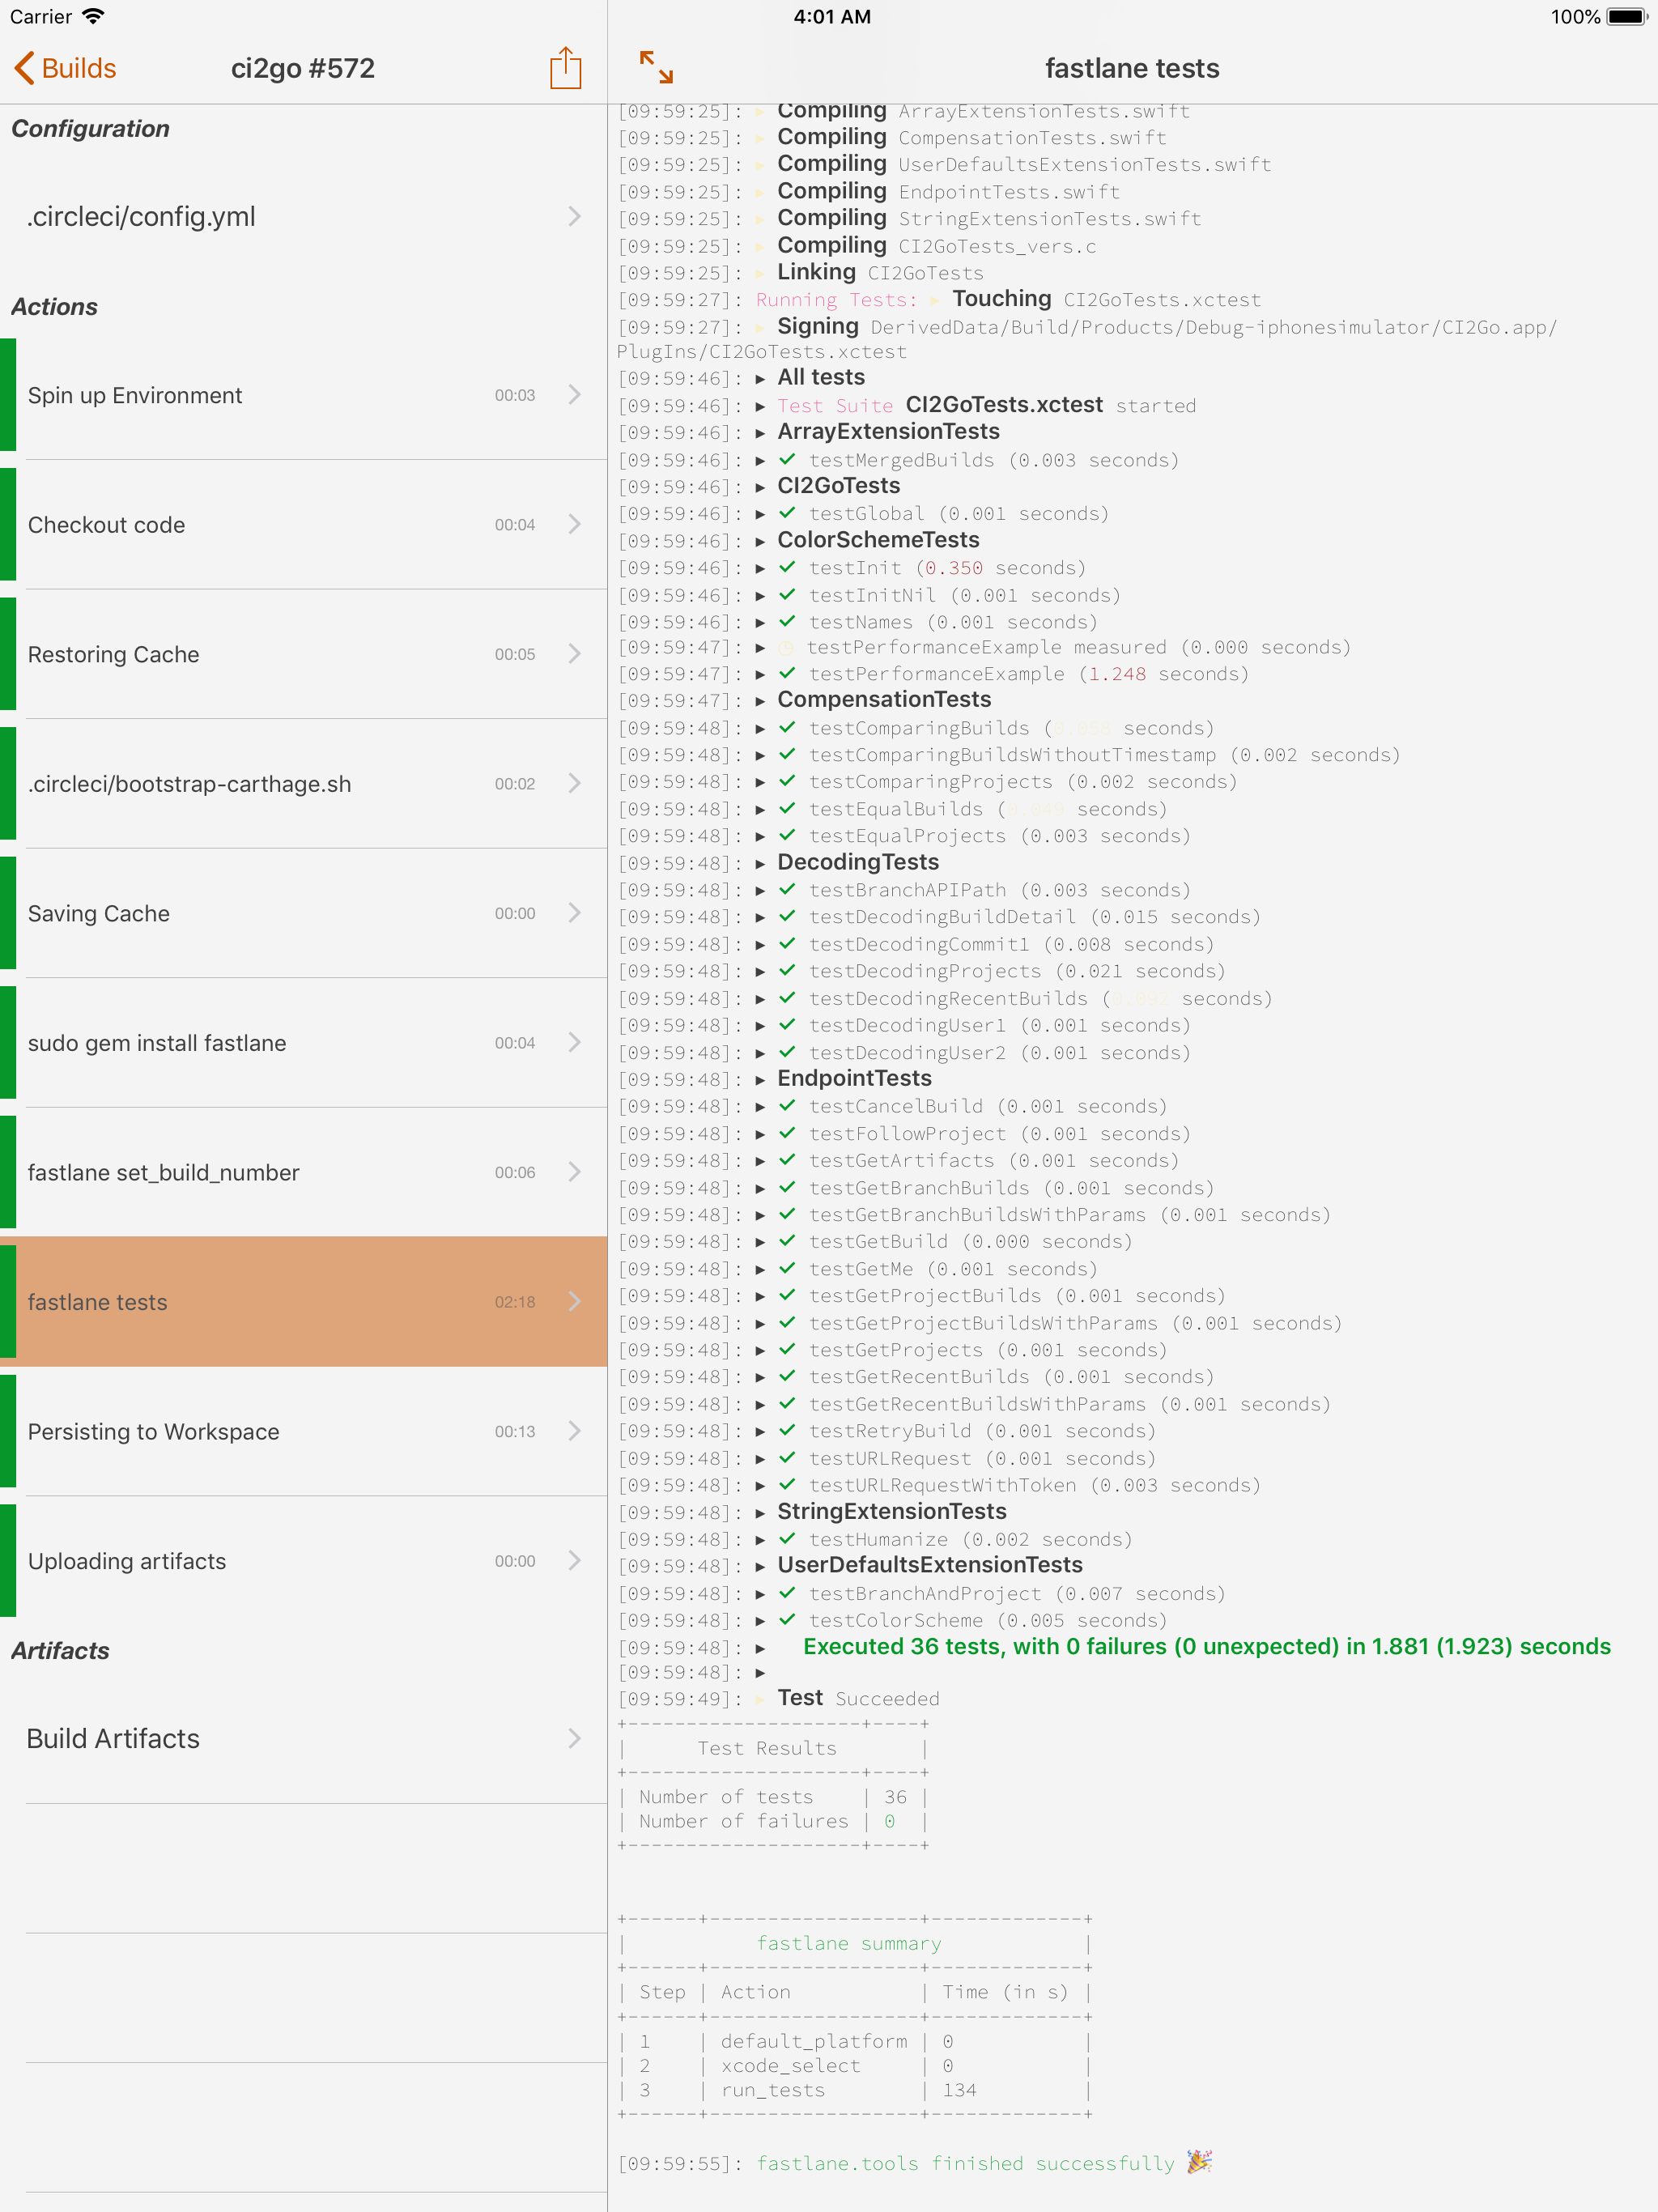 Carrier
4:01 AM
100%
Builds
ci2go #572
Configuration
.circleci/config.yml
Actions
Spin up Environment 00:03
Checkout code 00:04
Restoring Cache 00:05
.circleci/bootstrap-carthage.sh 00:02
Saving Cache 00:00
sudo gem install fastlane 00:04
fastlane set_build_number 00:06
fastlane tests 02:18
Persisting to Workspace 00:13
Uploading artifacts 00:00
Artifacts
Build Artifacts
fastlane tests
[09:59:25]: ▸ Compiling ArrayExtensionTests.swift
[09:59:25]: ▸ Compiling CompensationTests.swift
[09:59:25]: ▸ Compiling UserDefaultsExtensionTests.swift
[09:59:25]: ▸ Compiling EndpointTests.swift
[09:59:25]: ▸ Compiling StringExtensionTests.swift
[09:59:25]: ▸ Compiling CI2GoTests_vers.c
[09:59:25]: ▸ Linking CI2GoTests
[09:59:27]: Running Tests: ▸ Touching CI2GoTests.xctest
[09:59:27]: ▸ Signing DerivedData/Build/Products/Debug-iphonesimulator/CI2Go.app/
PlugIns/CI2GoTests.xctest
[09:59:46]: ▸ All tests
[09:59:46]: ▸ Test Suite CI2GoTests.xctest started
[09:59:46]: ▸ ArrayExtensionTests
[09:59:46]: ▸ ✓ testMergedBuilds (0.003 seconds)
[09:59:46]: ▸ CI2GoTests
[09:59:46]: ▸ ✓ testGlobal (0.001 seconds)
[09:59:46]: ▸ ColorSchemeTests
[09:59:46]: ▸ ✓ testInit (0.350 seconds)
[09:59:46]: ▸ ✓ testInitNil (0.001 seconds)
[09:59:46]: ▸ ✓ testNames (0.001 seconds)
[09:59:47]: ▸ ◷ testPerformanceExample measured (0.000 seconds)
[09:59:47]: ▸ ✓ testPerformanceExample (1.248 seconds)
[09:59:47]: ▸ CompensationTests
[09:59:48]: ▸ ✓ testComparingBuilds ( seconds)
[09:59:48]: ▸ ✓ testComparingBuildsWithoutTimestamp (0.002 seconds)
[09:59:48]: ▸ ✓ testComparingProjects (0.002 seconds)
[09:59:48]: ▸ ✓ testEqualBuilds ( seconds)
[09:59:48]: ▸ ✓ testEqualProjects (0.003 seconds)
[09:59:48]: ▸ DecodingTests
[09:59:48]: ▸ ✓ testBranchAPIPath (0.003 seconds)
[09:59:48]: ▸ ✓ testDecodingBuildDetail (0.015 seconds)
[09:59:48]: ▸ ✓ testDecodingCommit1 (0.008 seconds)
[09:59:48]: ▸ ✓ testDecodingProjects (0.021 seconds)
[09:59:48]: ▸ ✓ testDecodingRecentBuilds ( seconds)
[09:59:48]: ▸ ✓ testDecodingUser1 (0.001 seconds)
[09:59:48]: ▸ ✓ testDecodingUser2 (0.001 seconds)
[09:59:48]: ▸ EndpointTests
[09:59:48]: ▸ ✓ testCancelBuild (0.001 seconds)
[09:59:48]: ▸ ✓ testFollowProject (0.001 seconds)
[09:59:48]: ▸ ✓ testGetArtifacts (0.001 seconds)
[09:59:48]: ▸ ✓ testGetBranchBuilds (0.001 seconds)
[09:59:48]: ▸ ✓ testGetBranchBuildsWithParams (0.001 seconds)
[09:59:48]: ▸ ✓ testGetBuild (0.000 seconds)
[09:59:48]: ▸ ✓ testGetMe (0.001 seconds)
[09:59:48]: ▸ ✓ testGetProjectBuilds (0.001 seconds)
[09:59:48]: ▸ ✓ testGetProjectBuildsWithParams (0.001 seconds)
[09:59:48]: ▸ ✓ testGetProjects (0.001 seconds)
[09:59:48]: ▸ ✓ testGetRecentBuilds (0.001 seconds)
[09:59:48]: ▸ ✓ testGetRecentBuildsWithParams (0.001 seconds)
[09:59:48]: ▸ ✓ testRetryBuild (0.001 seconds)
[09:59:48]: ▸ ✓ testURLRequest (0.001 seconds)
[09:59:48]: ▸ ✓ testURLRequestWithToken (0.003 seconds)
[09:59:48]: ▸ StringExtensionTests
[09:59:48]: ▸ ✓ testHumanize (0.002 seconds)
[09:59:48]: ▸ UserDefaultsExtensionTests
[09:59:48]: ▸ ✓ testBranchAndProject (0.007 seconds)
[09:59:48]: ▸ ✓ testColorScheme (0.005 seconds)
[09:59:48]: ▸ Executed 36 tests, with 0 failures (0 unexpected) in 1.881 (1.923) seconds
[09:59:48]: ▸
[09:59:49]: ▸ Test Succeeded
+--------------------+----+
| Test Results |
+--------------------+----+
| Number of tests | 36 |
| Number of failures | 0 |
+--------------------+----+
+------+------------------+-------------+
| fastlane summary |
+------+------------------+-------------+
| Step | Action | Time (in s) |
+------+------------------+-------------+
| 1 | default_platform | 0 |
| 2 | xcode_select | 0 |
| 3 | run_tests | 134 |
+------+------------------+-------------+
[09:59:55]: fastlane.tools finished successfully 🎉